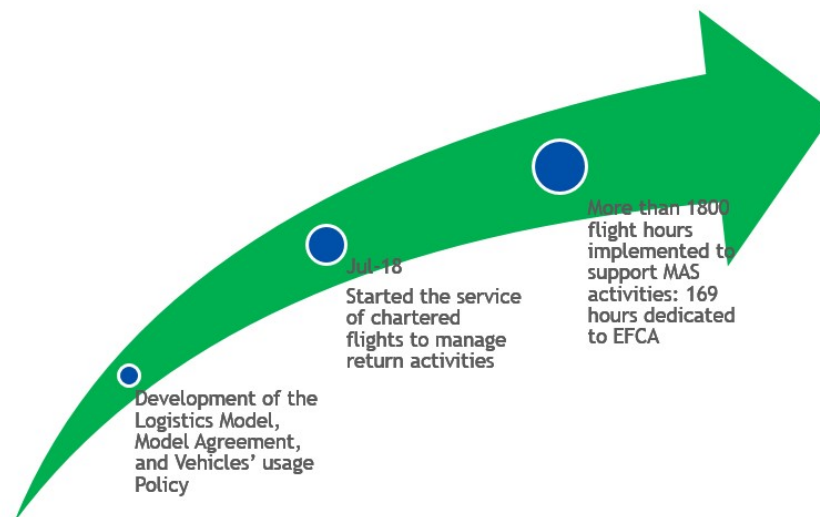 Development of the
Logistics Model,
Model Agreement,
and Vehicles’ usage
Policy
Jul-18
Started the service
of chartered
flights to manage
return activities
More than 1800
flight hours
implemented to
support MAS
activities: 169
hours dedicated
to EFCA